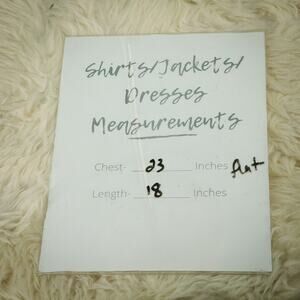 Shirts/Jackets/
Dresses
Measurements
Chest- 23 Inches flat
Length- 18 Inches